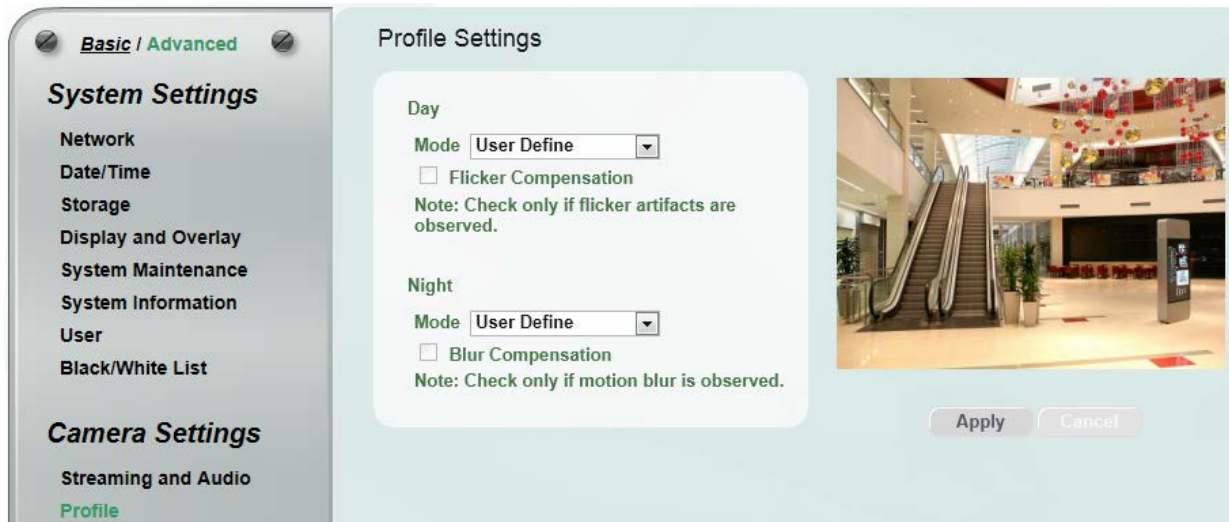 Basic / Advanced
System Settings
Network
Date/Time
Storage
Display and Overlay
System Maintenance
System Information
User
Black/White List
Camera Settings
Streaming and Audio
Profile
Profile Settings
Day
Mode User Define
Flicker Compensation
Note: Check only if flicker artifacts are
observed.
Night
Mode User Define
Blur Compensation
Note: Check only if motion blur is observed.
Apply Cancel